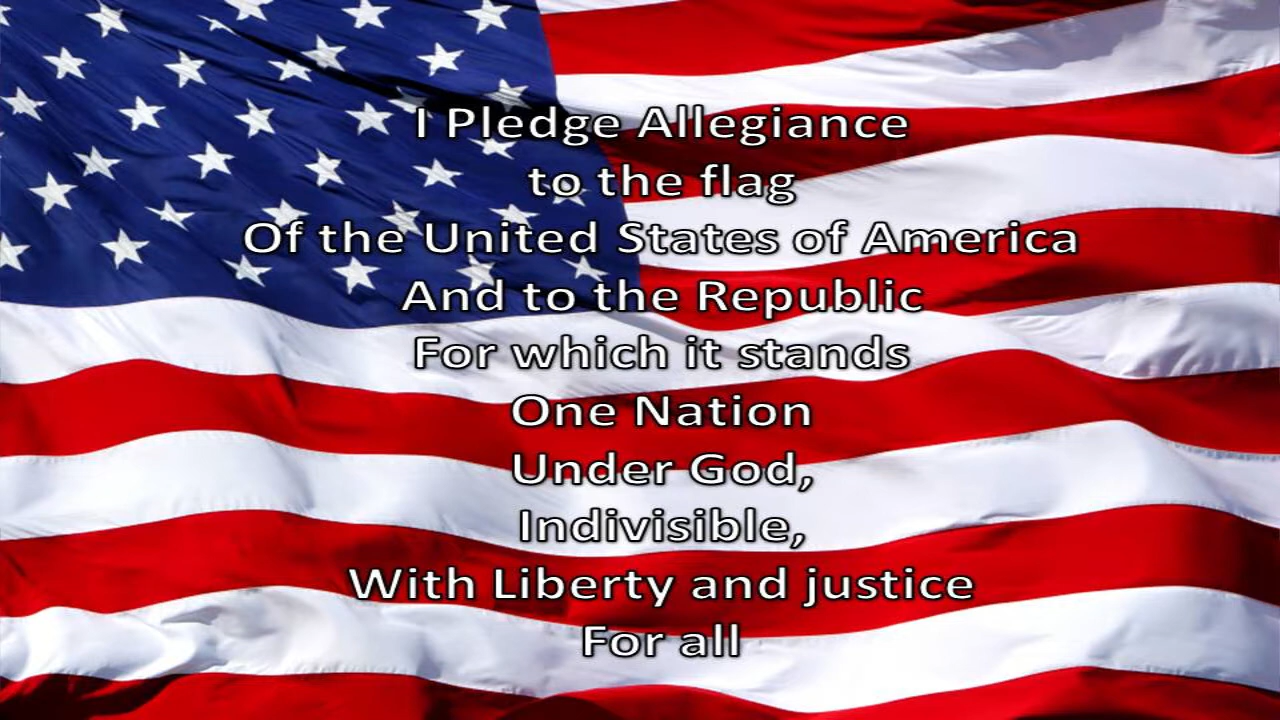 I Pledge Allegiance
to the flag
Of the United States of America
And to the Republic
For which it stands
One Nation
Under God,
Indivisible,
With Liberty and justice
For all